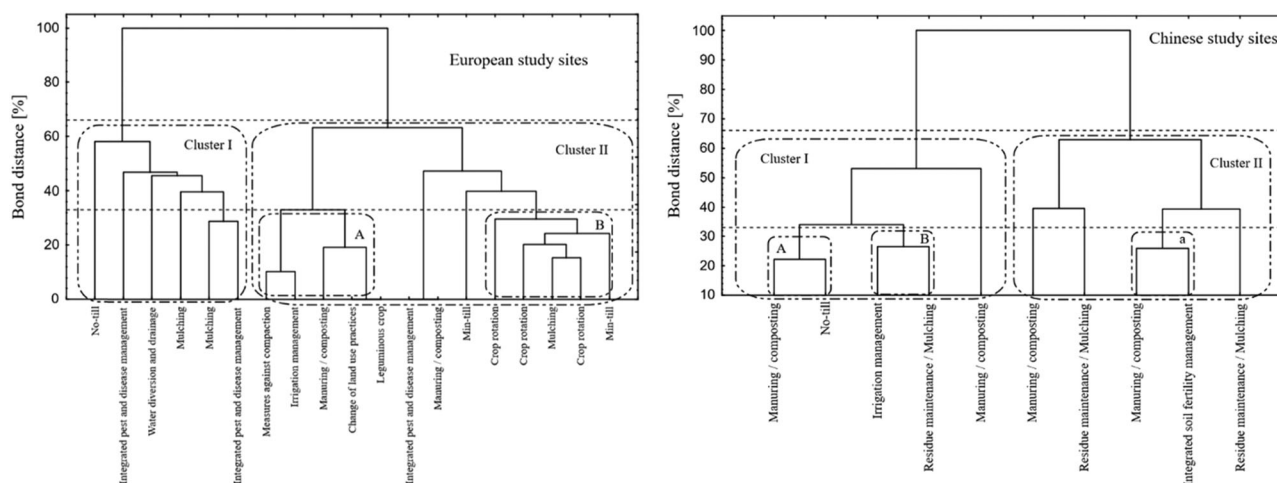 European study sites
Bond distance [%]
100
80
60
40
20
0
Cluster I
Cluster II
A
B
No-till
Integrated pest and disease management
Water diversion and drainage
Mulching
Mulching
Integrated pest and disease management
Measures against compaction
Irrigation management
Manuring / composting
Change of land use practices
Leguminous crop
Integrated pest and disease management
Manuring / composting
Min-till
Crop rotation
Crop rotation
Mulching
Crop rotation
Min-till
Chinese study sites
Bond distance [%]
100
90
80
70
60
50
40
30
20
10
Cluster I
Cluster II
A
B
a
Manuring / composting
No-till
Irrigation management
Residue maintenance / Mulching
Manuring / composting
Manuring / composting
Residue maintenance / Mulching
Manuring / composting
Integrated soil fertility management
Residue maintenance / Mulching